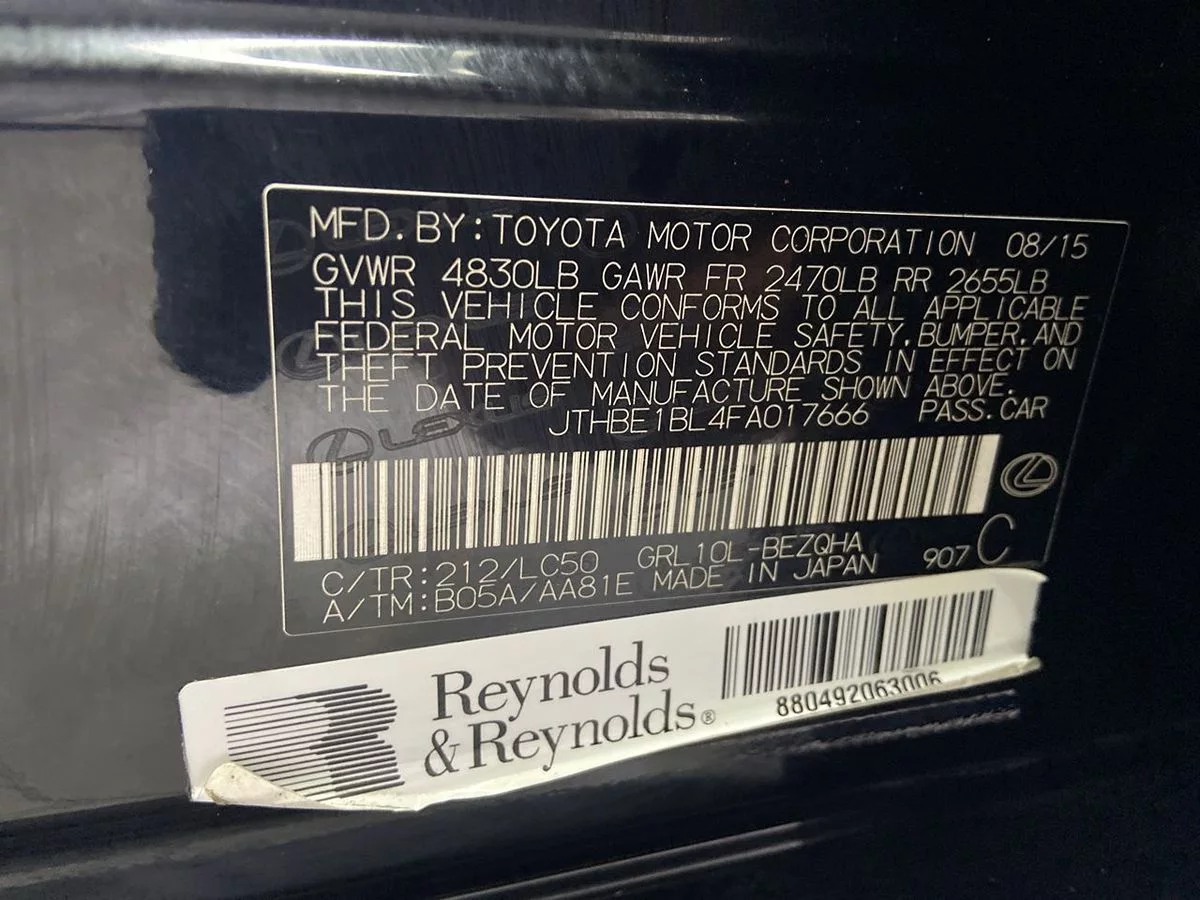 MFD. BY: TOYOTA MOTOR CORPORATION 08/15
GVWR 4830LB GAWR FR 2470LB RR 2655LB
THIS VEHICLE CONFORMS TO ALL APPLICABLE
FEDERAL MOTOR VEHICLE SAFETY, BUMPER, AND
THEFT PREVENTION STANDARDS IN EFFECT ON
THE DATE OF MANUFACTURE SHOWN ABOVE.
JTHBE1BL4FA017666 PASS. CAR
LEXUS
C/TR: 212/LC50 GRL10L-BEZQHA 907 C
A/TM: B05A/AA81E MADE IN JAPAN
Reynolds
&Reynolds®
880492063006